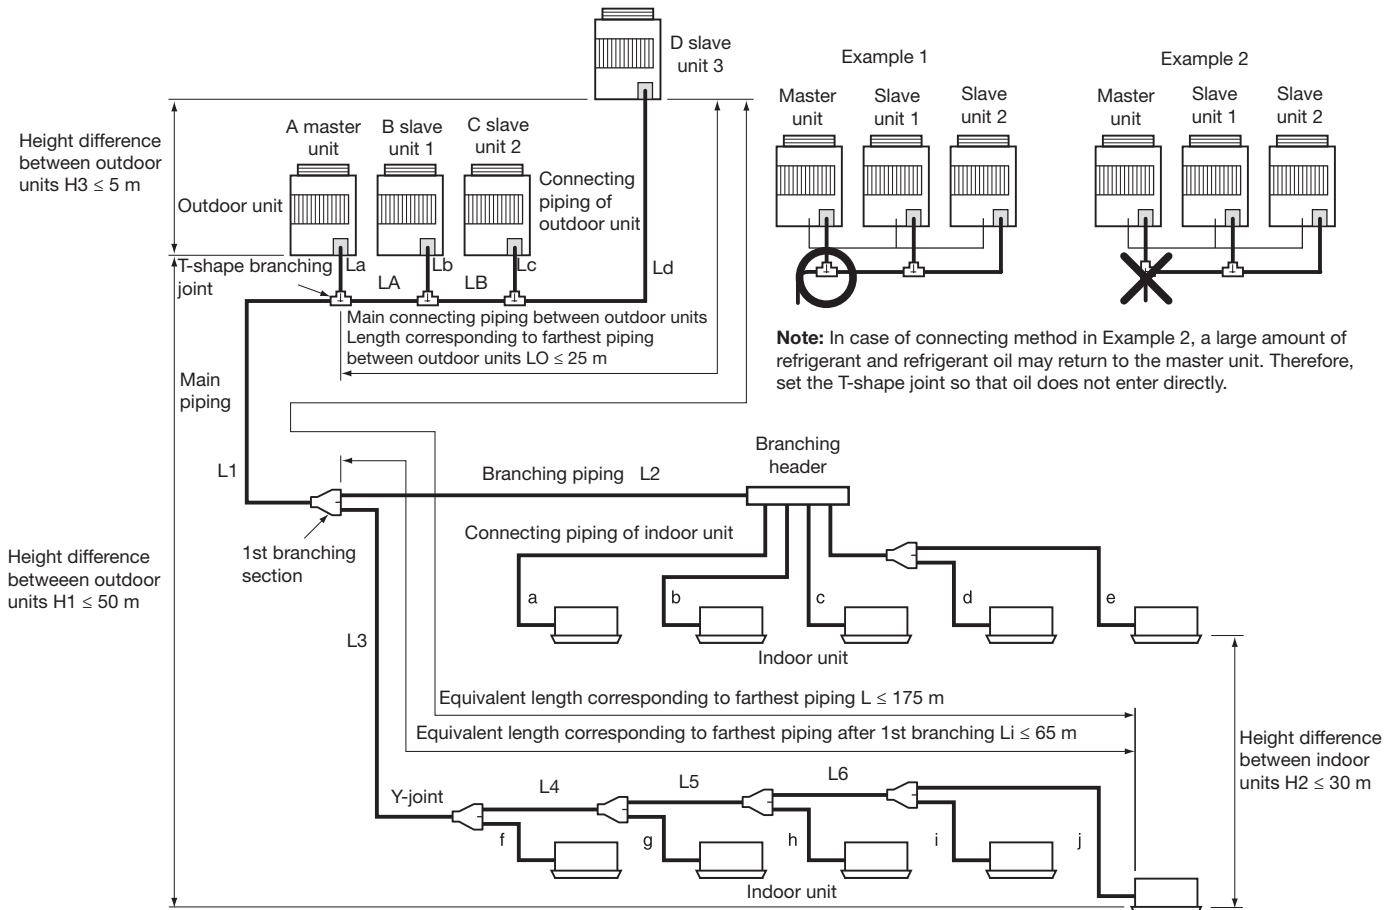 D slave
unit 3
Example 1
Example 2
Master
unit
Slave
unit 1
Slave
unit 2
Master
unit
Slave
unit 1
Slave
unit 2
Height difference
between outdoor
units H3 ≤ 5 m
A master
unit
B slave
unit 1
C slave
unit 2
Connecting
piping of
outdoor unit
Outdoor unit
T-shape branching
joint
La
LA
Lb
LB
Lc
Ld
Main connecting piping between outdoor units
Length corresponding to farthest piping
between outdoor units LO ≤ 25 m
Note: In case of connecting method in Example 2, a large amount of
refrigerant and refrigerant oil may return to the master unit. Therefore,
set the T-shape joint so that oil does not enter directly.
Main
piping
L1
Branching piping L2
Branching
header
1st branching
section
Connecting piping of indoor unit
Height difference
betweeen outdoor
units H1 ≤ 50 m
a
b
c
d
e
L3
Indoor unit
Equivalent length corresponding to farthest piping L ≤ 175 m
Equivalent length corresponding to farthest piping after 1st branching Li ≤ 65 m
Height difference
between indoor
units H2 ≤ 30 m
Y-joint
L4
L5
L6
f
g
h
i
j
Indoor unit